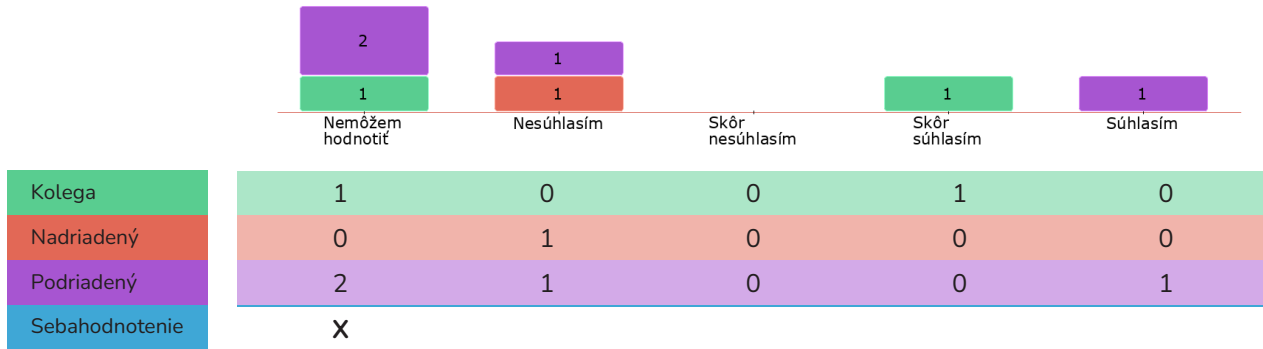 2
1
1
1
1
1
Nemôžem
hodnotiť
Nesúhlasím
Skôr
nesúhlasím
Skôr
súhlasím
Súhlasím
Kolega 1 0 0 1 0
Nadriadený 0 1 0 0 0
Podriadený 2 1 0 0 1
Sebahodnotenie x